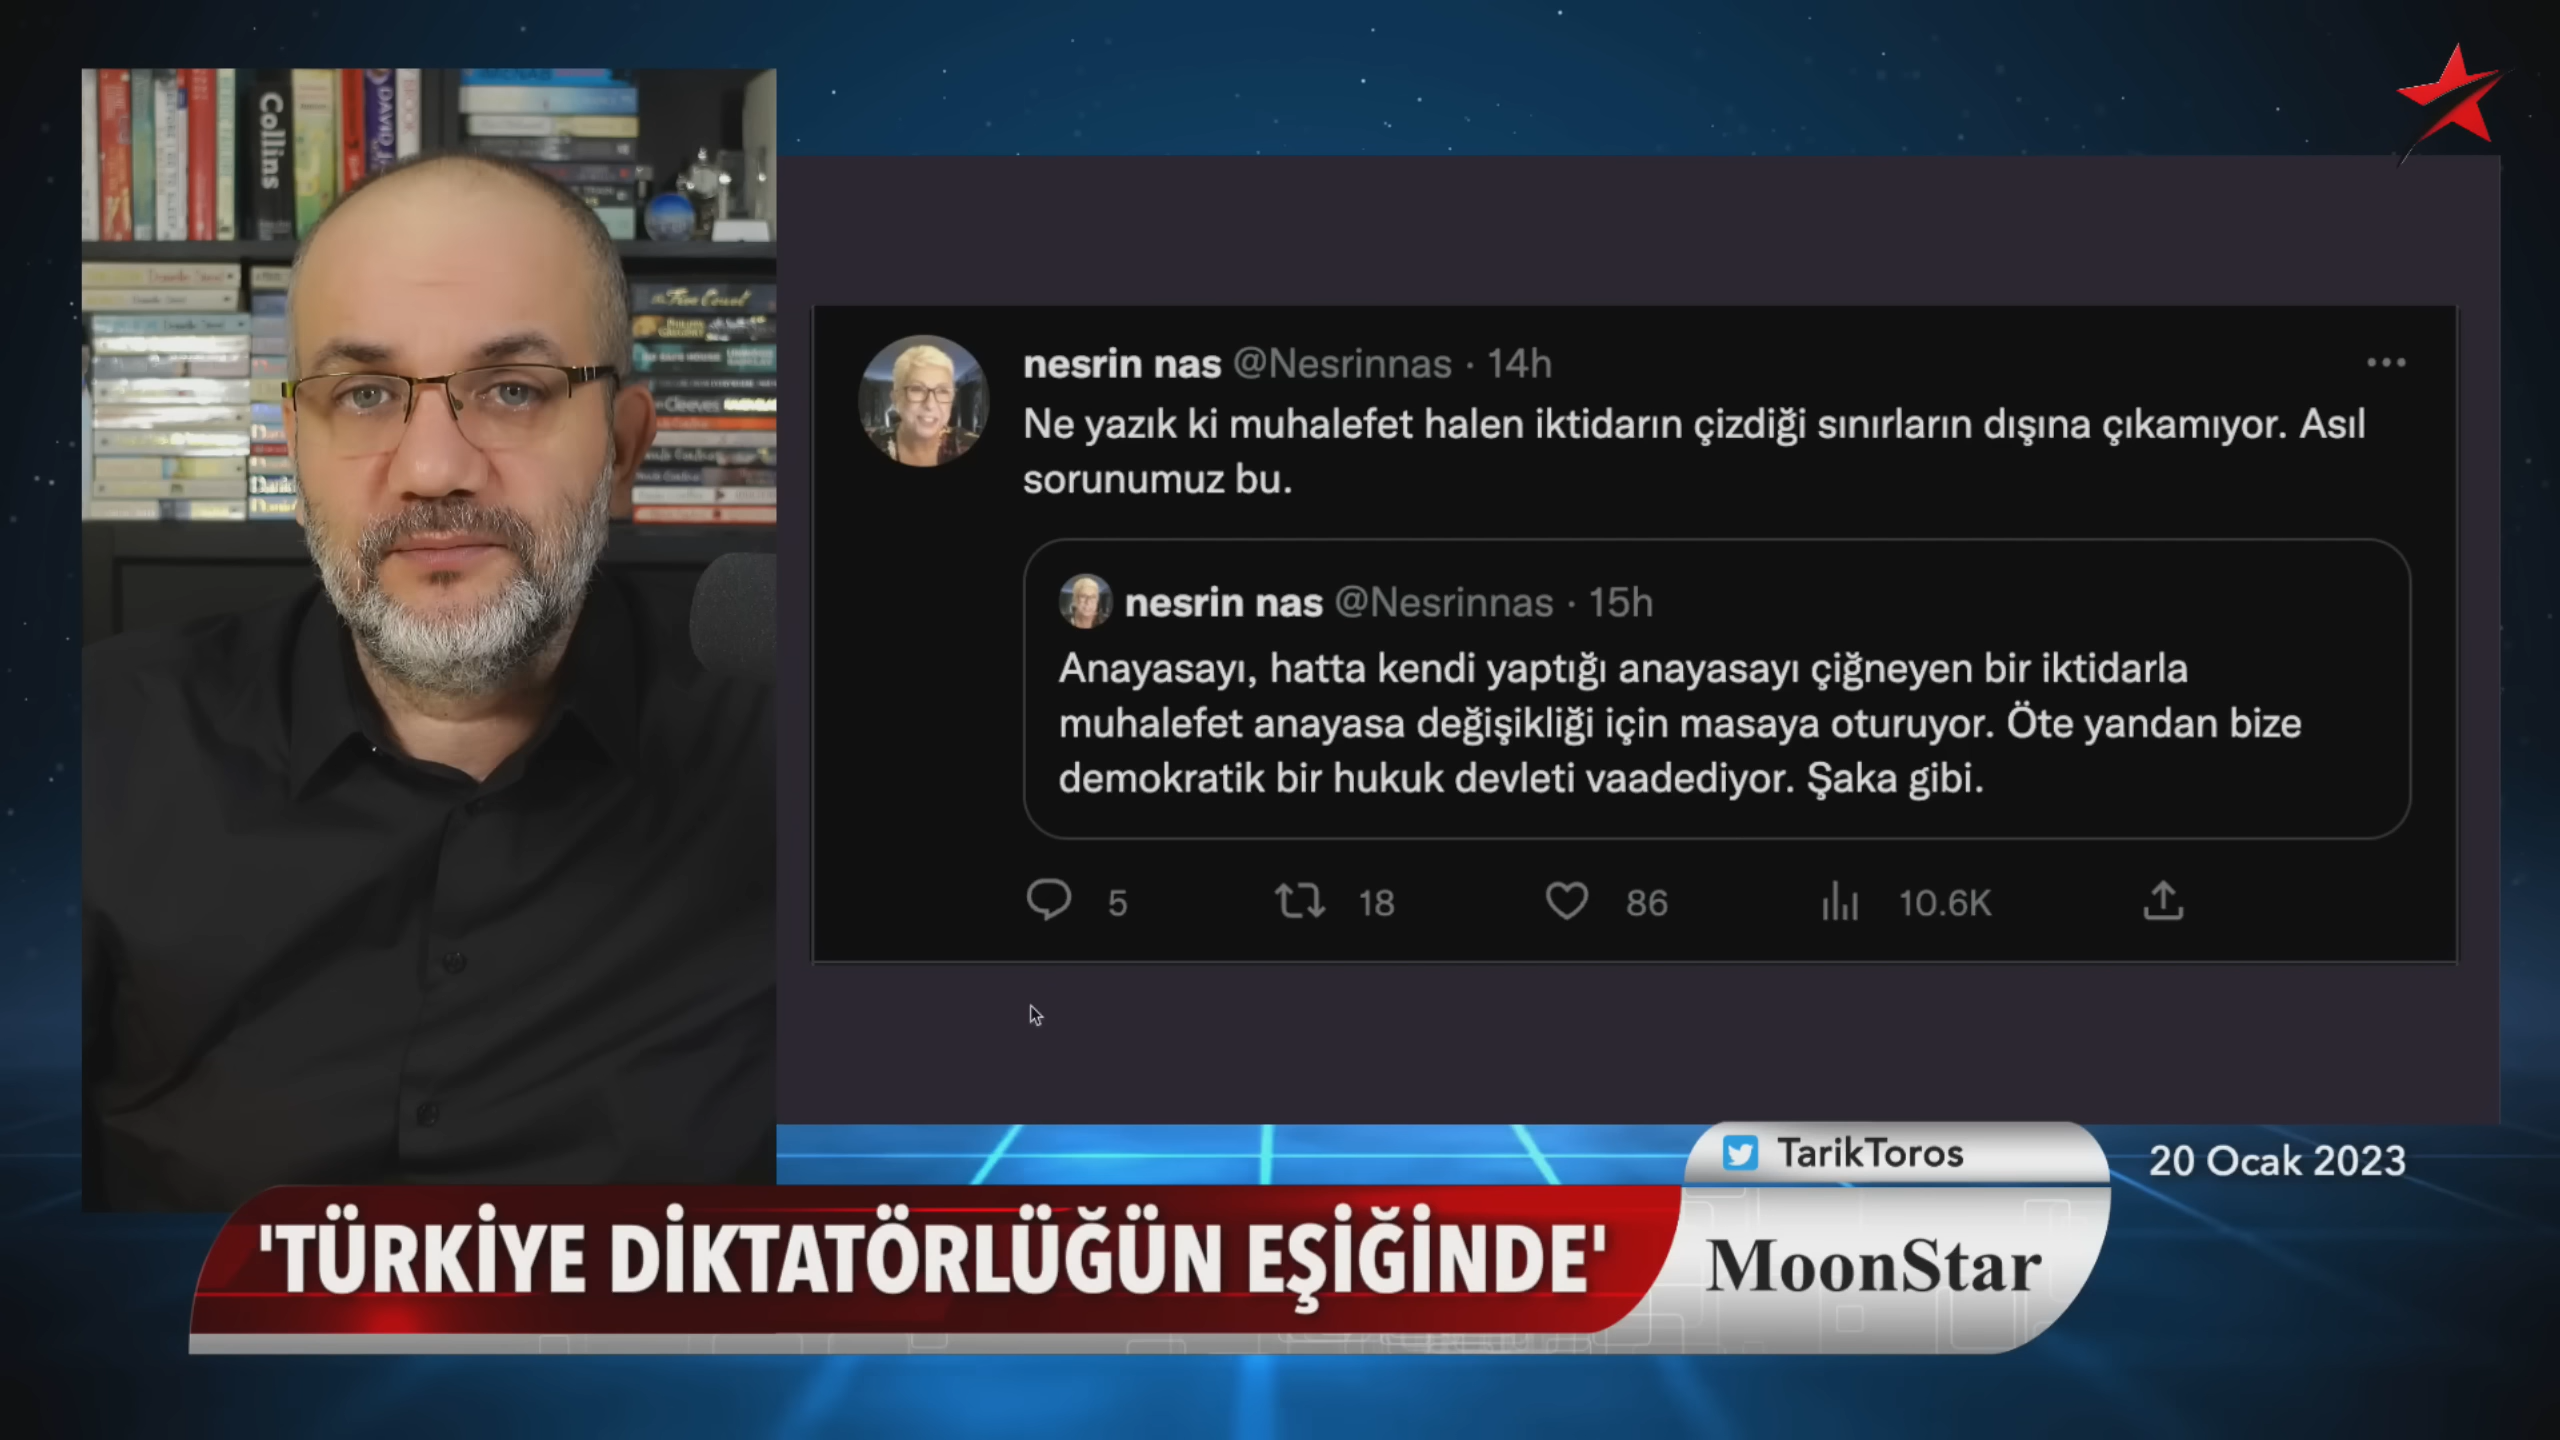 Collins
DAVID
nesrin nas @Nesrinnas · 14h
Ne yazık ki muhalefet halen iktidarın çizdiği sınırların dışına çıkamıyor. Asıl
sorunumuz bu.
nesrin nas @Nesrinnas · 15h
Anayasayı, hatta kendi yaptığı anayasayı çiğneyen bir iktidarla
muhalefet anayasa değişikliği için masaya oturuyor. Öte yandan bize
demokratik bir hukuk devleti vaadediyor. Şaka gibi.
5 18 86 10.6K
TarikToros
20 Ocak 2023
'TÜRKİYE DİKTATÖRLÜĞÜN EŞİĞİNDE'
MoonStar